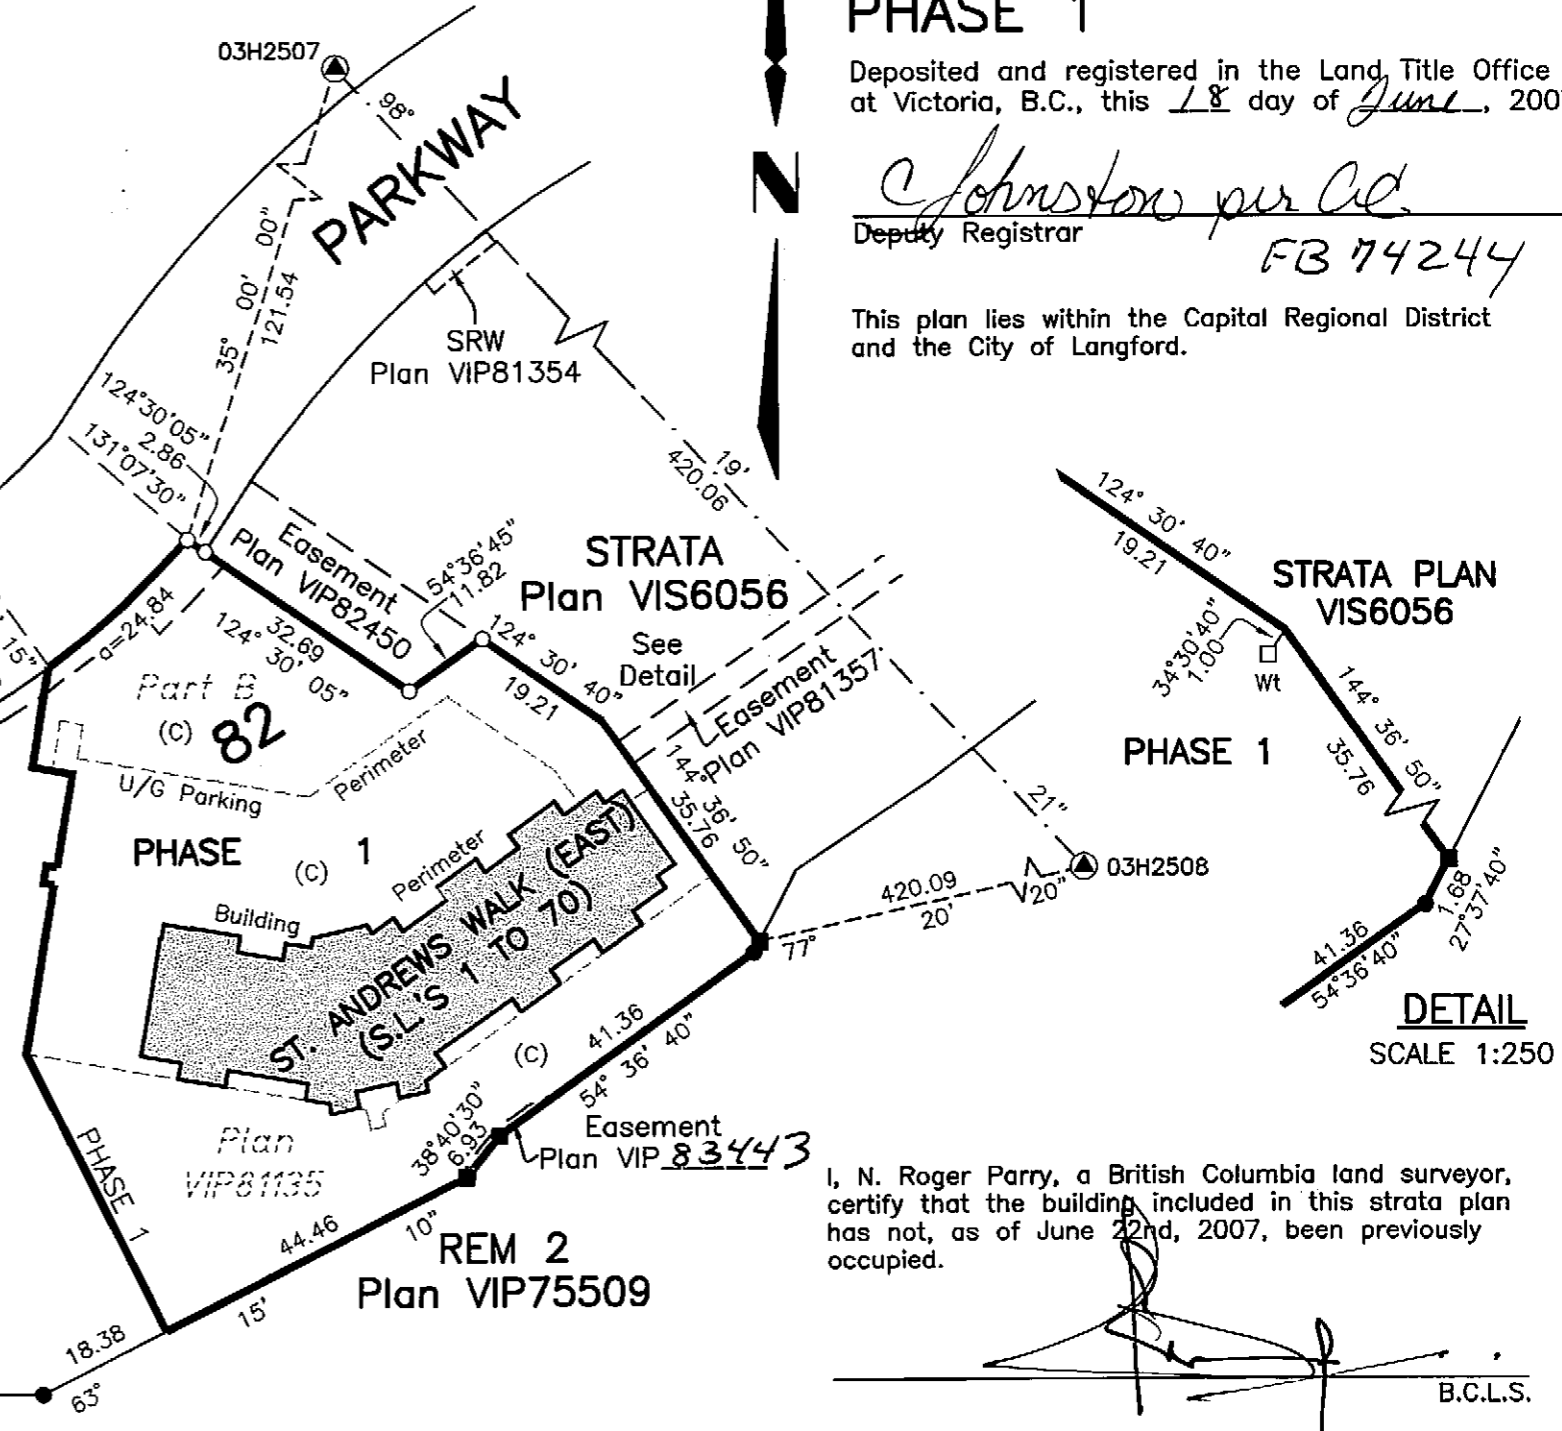 PHASE 1
Deposited and registered in the Land Title Office
at Victoria, B.C., this 18 day of June, 200
C Johnston per
Deputy Registrar
FB 74244
This plan lies within the Capital Regional District
and the City of Langford.
N
03H2507
98°
PARKWAY
35° 00' 00"
121.54
SRW
Plan VIP81354
124°30'05"
2.86
131°07'30"
19'
420.06
Easement
Plan VIP82450
54°36'45"
11.82
STRATA
Plan VIS6056
See
Detail
124° 30' 40"
19.21
a=24.84
32.69
124° 30' 05"
15"
Part B
(C)
82
Easement
Plan VIP81357
144° 36' 50"
35.76
U/G Parking
Perimeter
PHASE 1
(C)
Perimeter
Building
ST. ANDREWS WALK (EAST)
(S.L.'S 1 TO 70)
21"
03H2508
420.09
20'
20"
77°
(C)
41.36
54° 36' 40"
38°40'30"
6.93
Easement
Plan VIP 83443
Plan
VIP81135
PHASE 1
44.46
10"
15'
REM 2
Plan VIP75509
18.38
63°
124° 30' 40"
19.21
STRATA PLAN
VIS6056
34°30'40"
1.00
Wt
PHASE 1
144° 36' 50"
35.76
1.68
27°37'40"
41.36
54°36'40"
DETAIL
SCALE 1:250
I, N. Roger Parry, a British Columbia land surveyor,
certify that the building included in this strata plan
has not, as of June 22nd, 2007, been previously
occupied.
B.C.L.S.